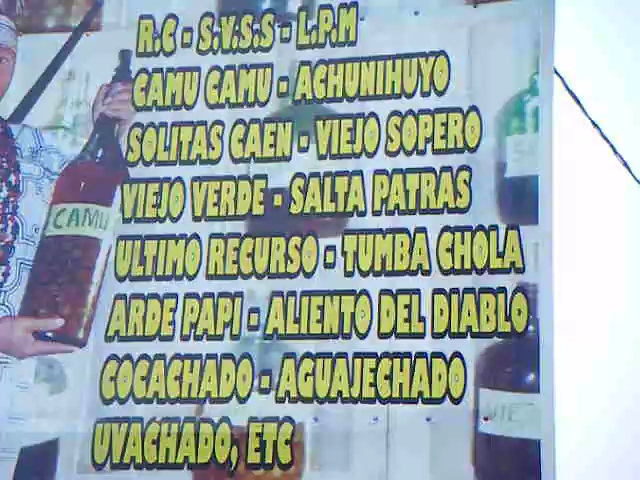 R.C - S.V.S.S - L.P.M
CAMU CAMU - ACHUNIHUYO
SOLITAS CAEN - VIEJO SOPERO
VIEJO VERDE - SALTA PATRAS
ULTIMO RECURSO - TUMBA CHOLA
ARDE PAPI - ALIENTO DEL DIABLO
COCACHADO - AGUAJECHADO
UVACHADO, ETC
CAMU